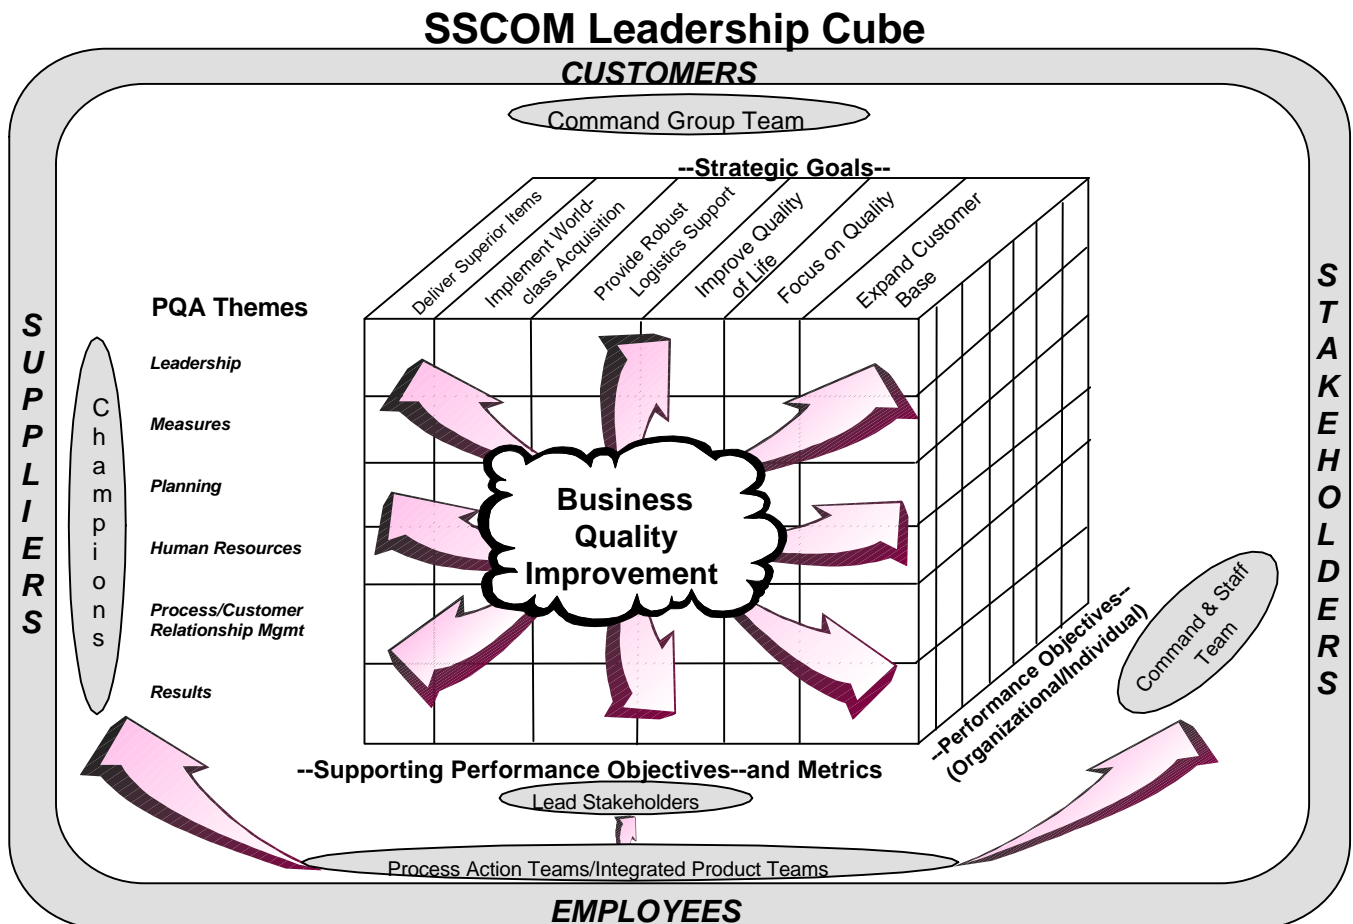 SSCOM Leadership Cube
CUSTOMERS
Command Group Team
--Strategic Goals--
Deliver Superior Items
Implement World-
class Acquisition
Provide Robust
Logistics Support
Improve Quality
of Life
Focus on Quality
Expand Customer
Base
PQA Themes
Leadership
Measures
Planning
Human Resources
Process/Customer
Relationship Mgmt
Results
SUPPLIERS
Champions
Business
Quality
Improvement
STAKEHOLDERS
Command & Staff
Team
--Performance Objectives--
(Organizational/Individual)
--Supporting Performance Objectives--and Metrics
Lead Stakeholders
Process Action Teams/Integrated Product Teams
EMPLOYEES